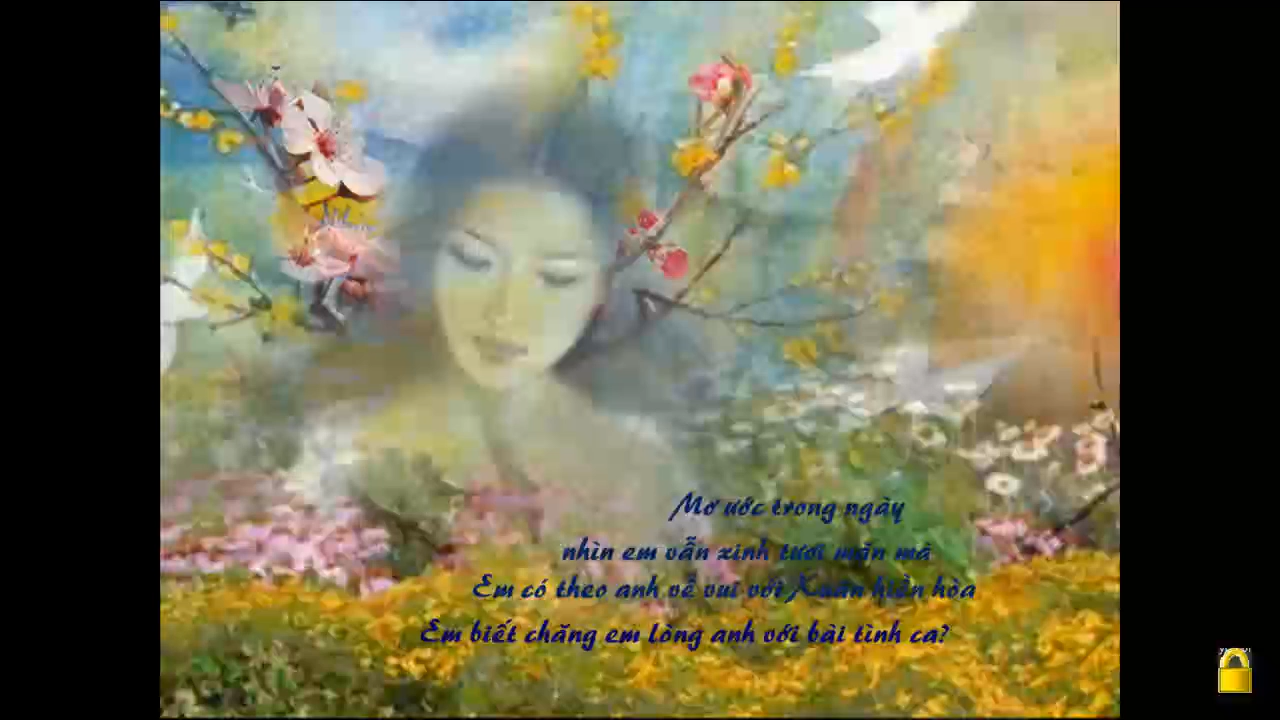 Mơ ước trong ngày
nhìn em vẫn xinh tươi mặn mà
Em có theo anh về vui với Xuân hiền hòa
Em biết chăng em lòng anh với bài tình ca?